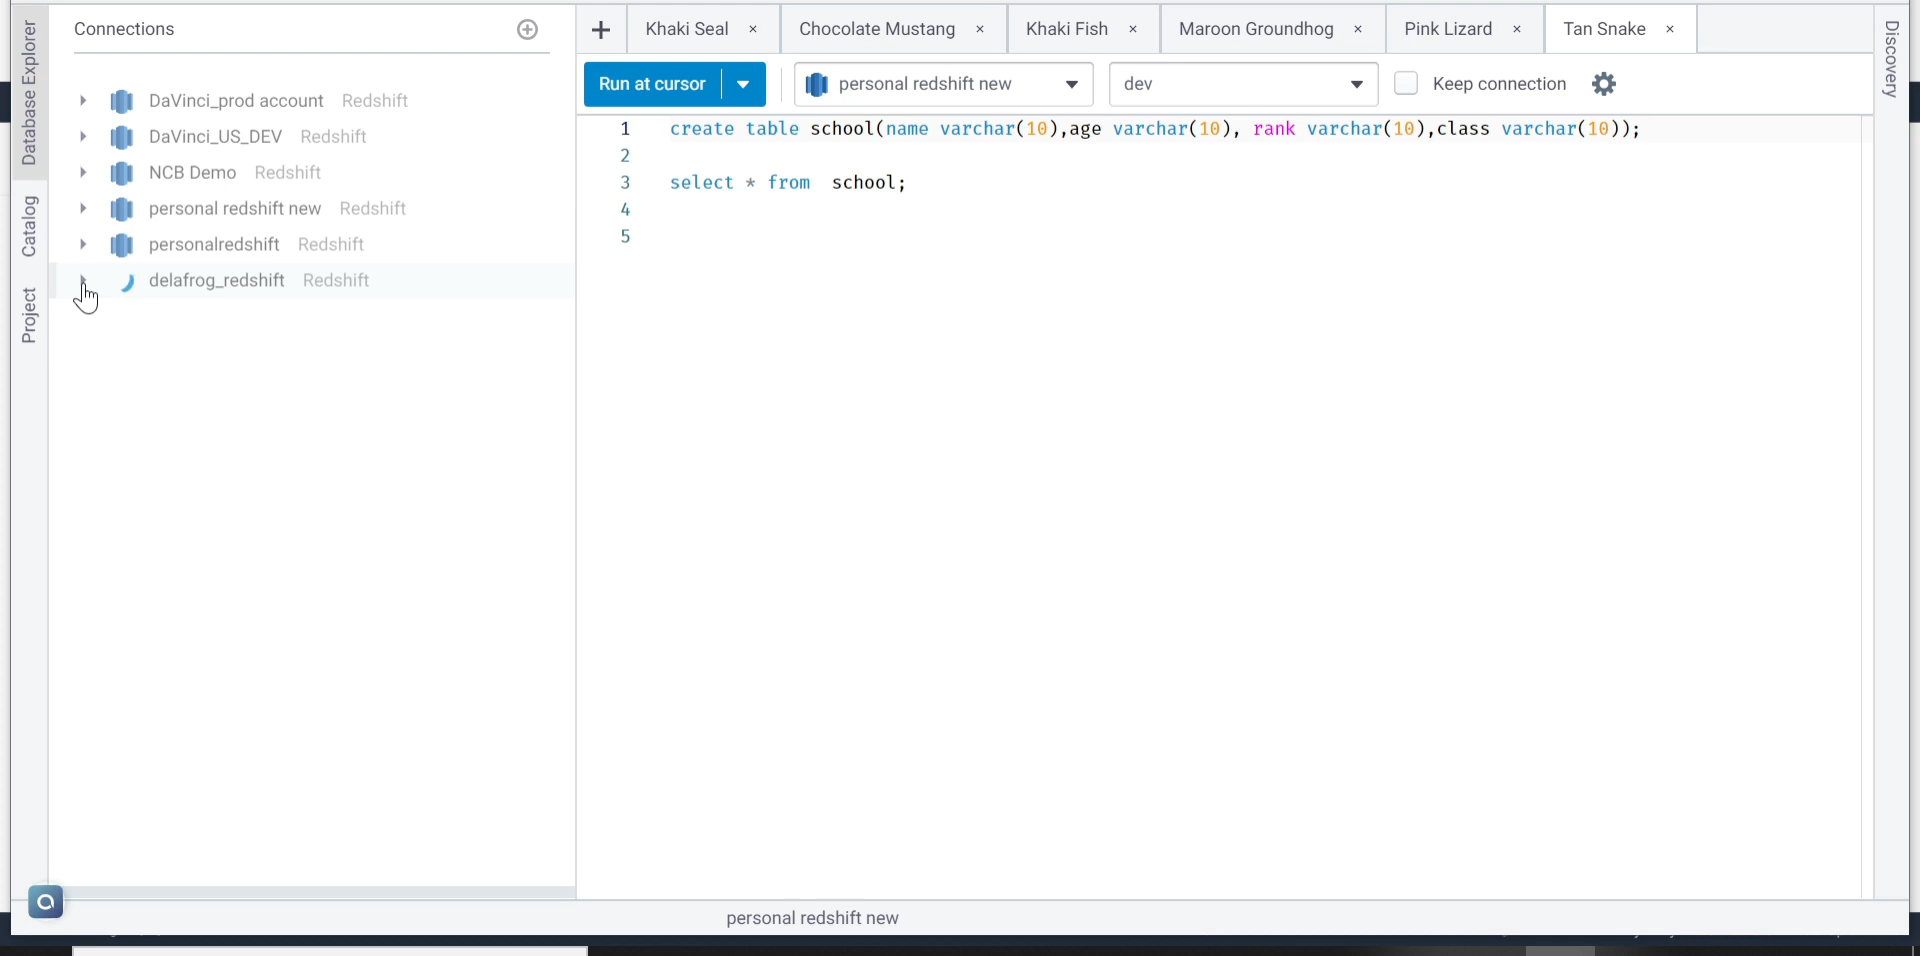 Database Explorer
Catalog
Project
Connections
DaVinci_prod account Redshift
DaVinci_US_DEV Redshift
NCB Demo Redshift
personal redshift new Redshift
personalredshift Redshift
delafrog_redshift Redshift
+ Khaki Seal × Chocolate Mustang × Khaki Fish × Maroon Groundhog × Pink Lizard × Tan Snake ×
Run at cursor personal redshift new dev Keep connection
1 create table school(name varchar(10),age varchar(10), rank varchar(10),class varchar(10));
2
3 select * from  school;
4
5
Discovery
personal redshift new